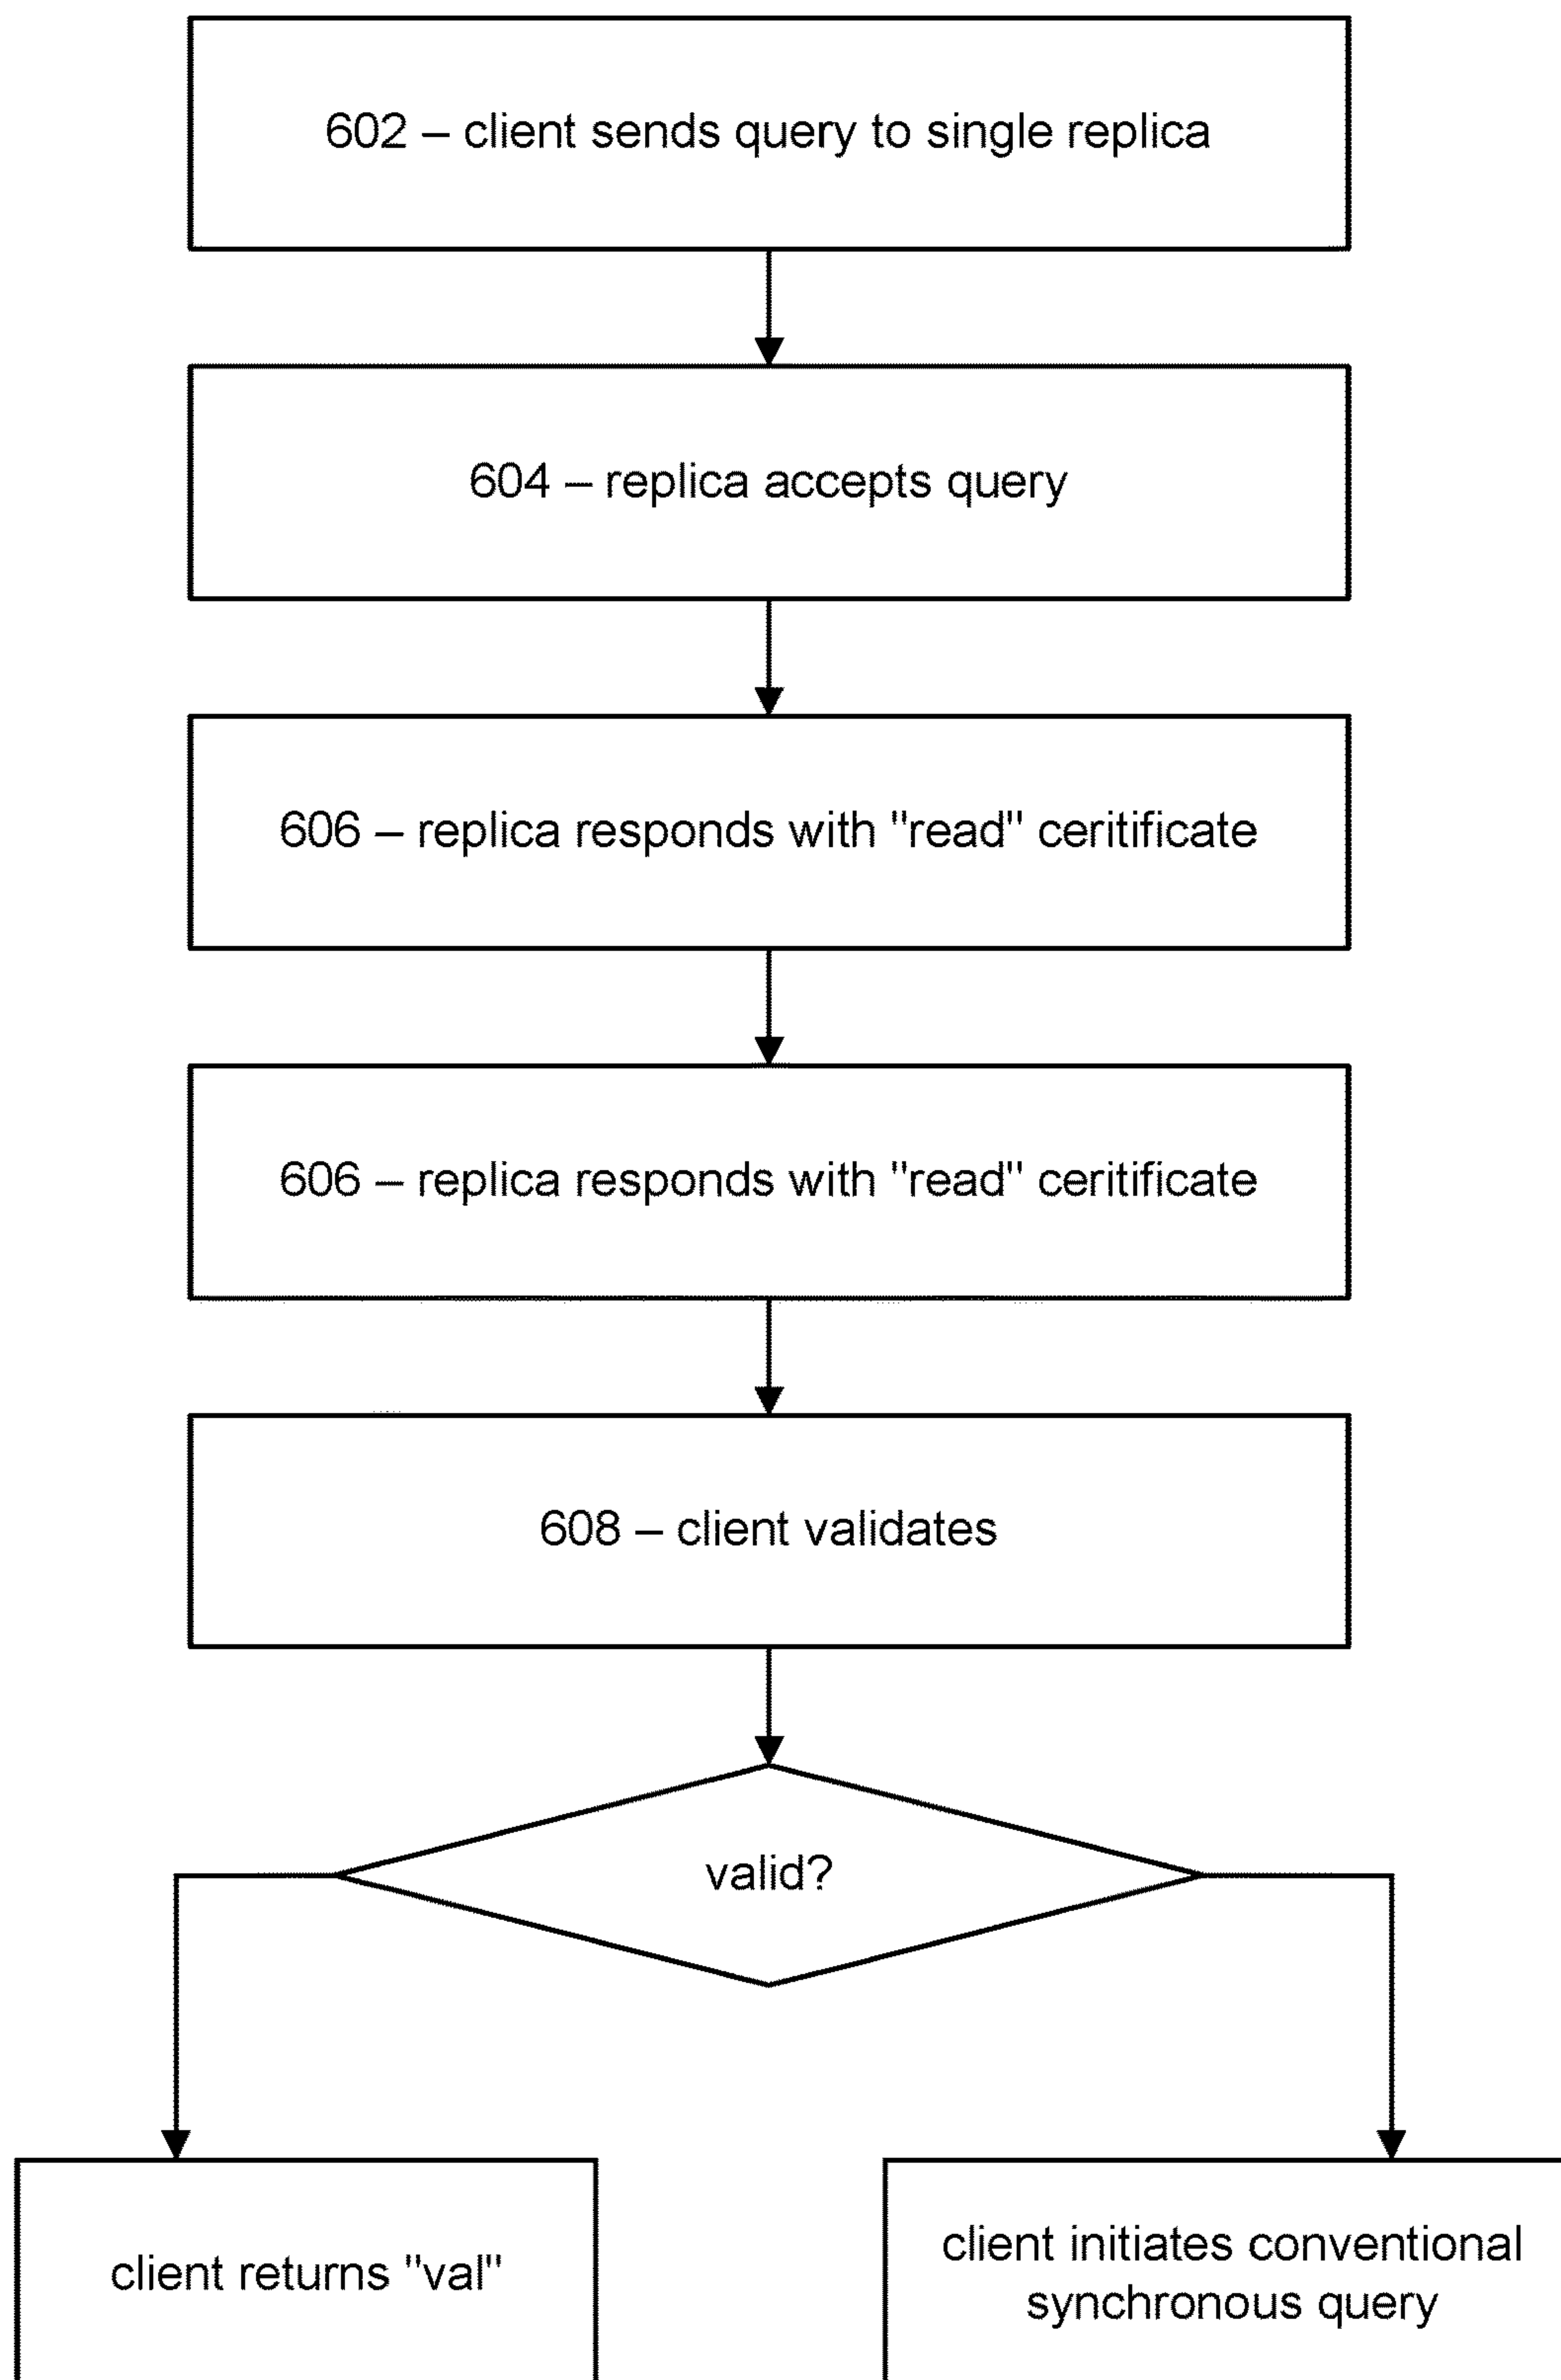 602 – client sends query to single replica
604 – replica accepts query
606 – replica responds with "read" ceritificate
606 – replica responds with "read" ceritificate
608 – client validates
valid?
client returns "val"
client initiates conventional
synchronous query